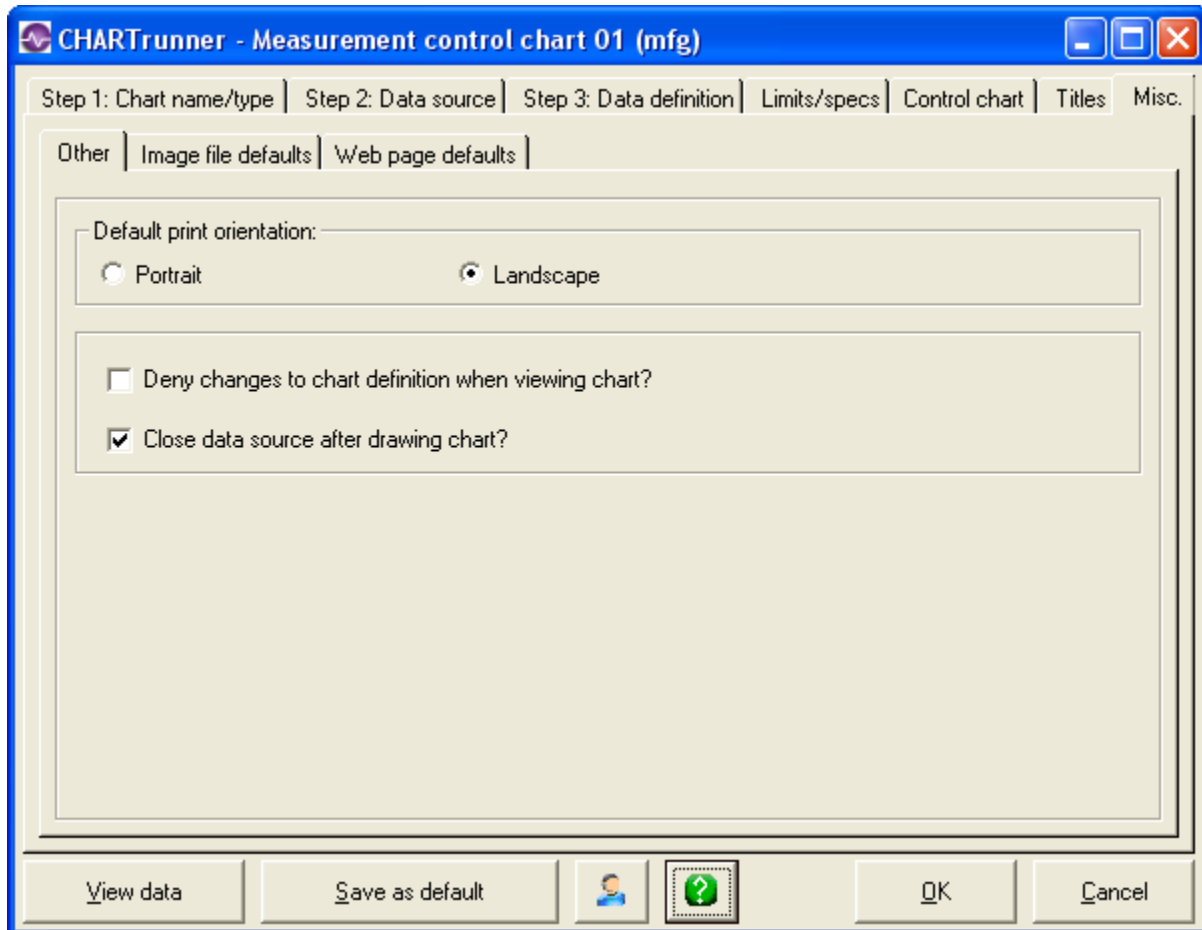 CHARTrunner - Measurement control chart 01 (mfg)
Step 1: Chart name/type Step 2: Data source Step 3: Data definition Limits/specs Control chart Titles Misc.
Other Image file defaults Web page defaults
Default print orientation:
Portrait Landscape
Deny changes to chart definition when viewing chart?
Close data source after drawing chart?
View data Save as default ? OK Cancel